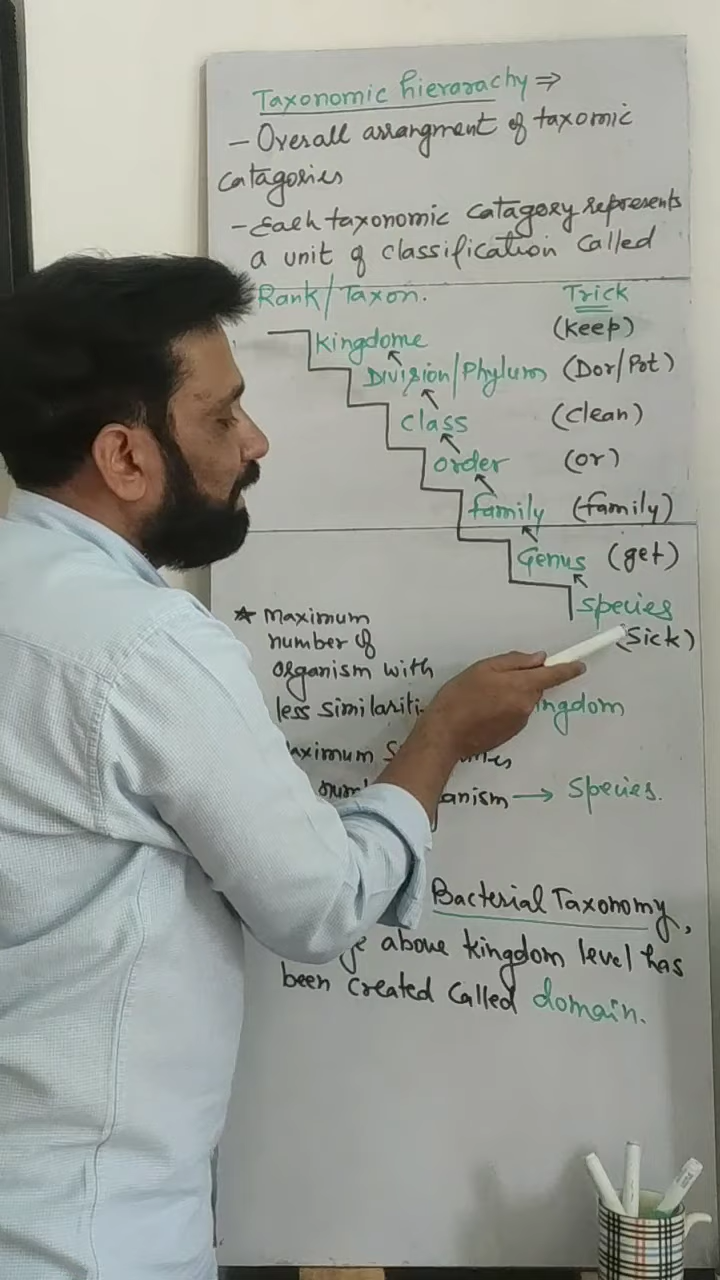 Taxonomic hierarachy ⇒
- Overall arrangment of taxomic
catagories
- Each taxonomic catagory represents
a unit of classification called
Rank/Taxon. Trick
kingdome (keep)
Division/Phylum (Dor/Pot)
class (clean)
order (or)
family (family)
Genus (get)
species
(Sick)
★ Maximum
number of
organism with
less similariti ngdom
aximum
num anism → Species.
Bacterial Taxonomy,
above kingdom level has
been created called domain.